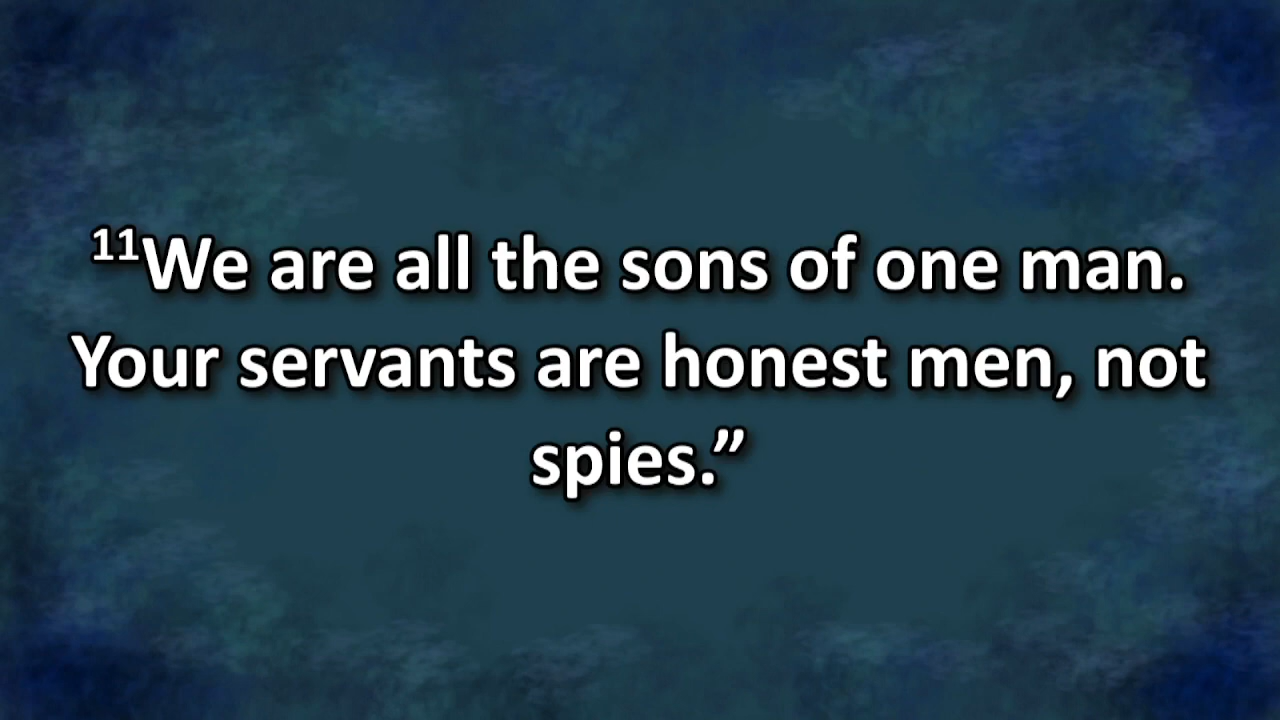 ¹¹We are all the sons of one man.
Your servants are honest men, not
spies.”